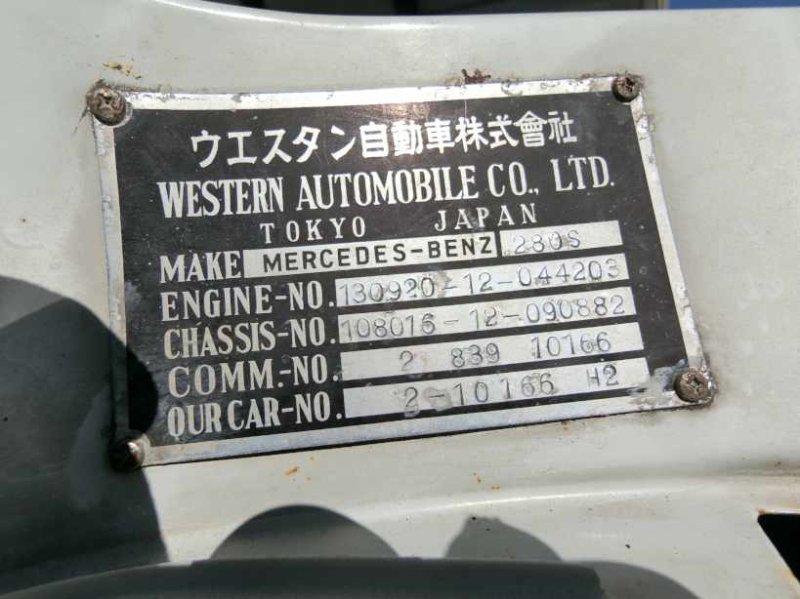 ウエスタン自動車株式會社
WESTERN AUTOMOBILE CO., LTD.
TOKYO JAPAN
MAKE MERCEDES-BENZ 280S
ENGINE-NO. 130920-12-044203
CHASSIS-NO. 108016-12-090882
COMM.-NO. 2 839 10166
OUR CAR-NO. 2-10166 H2